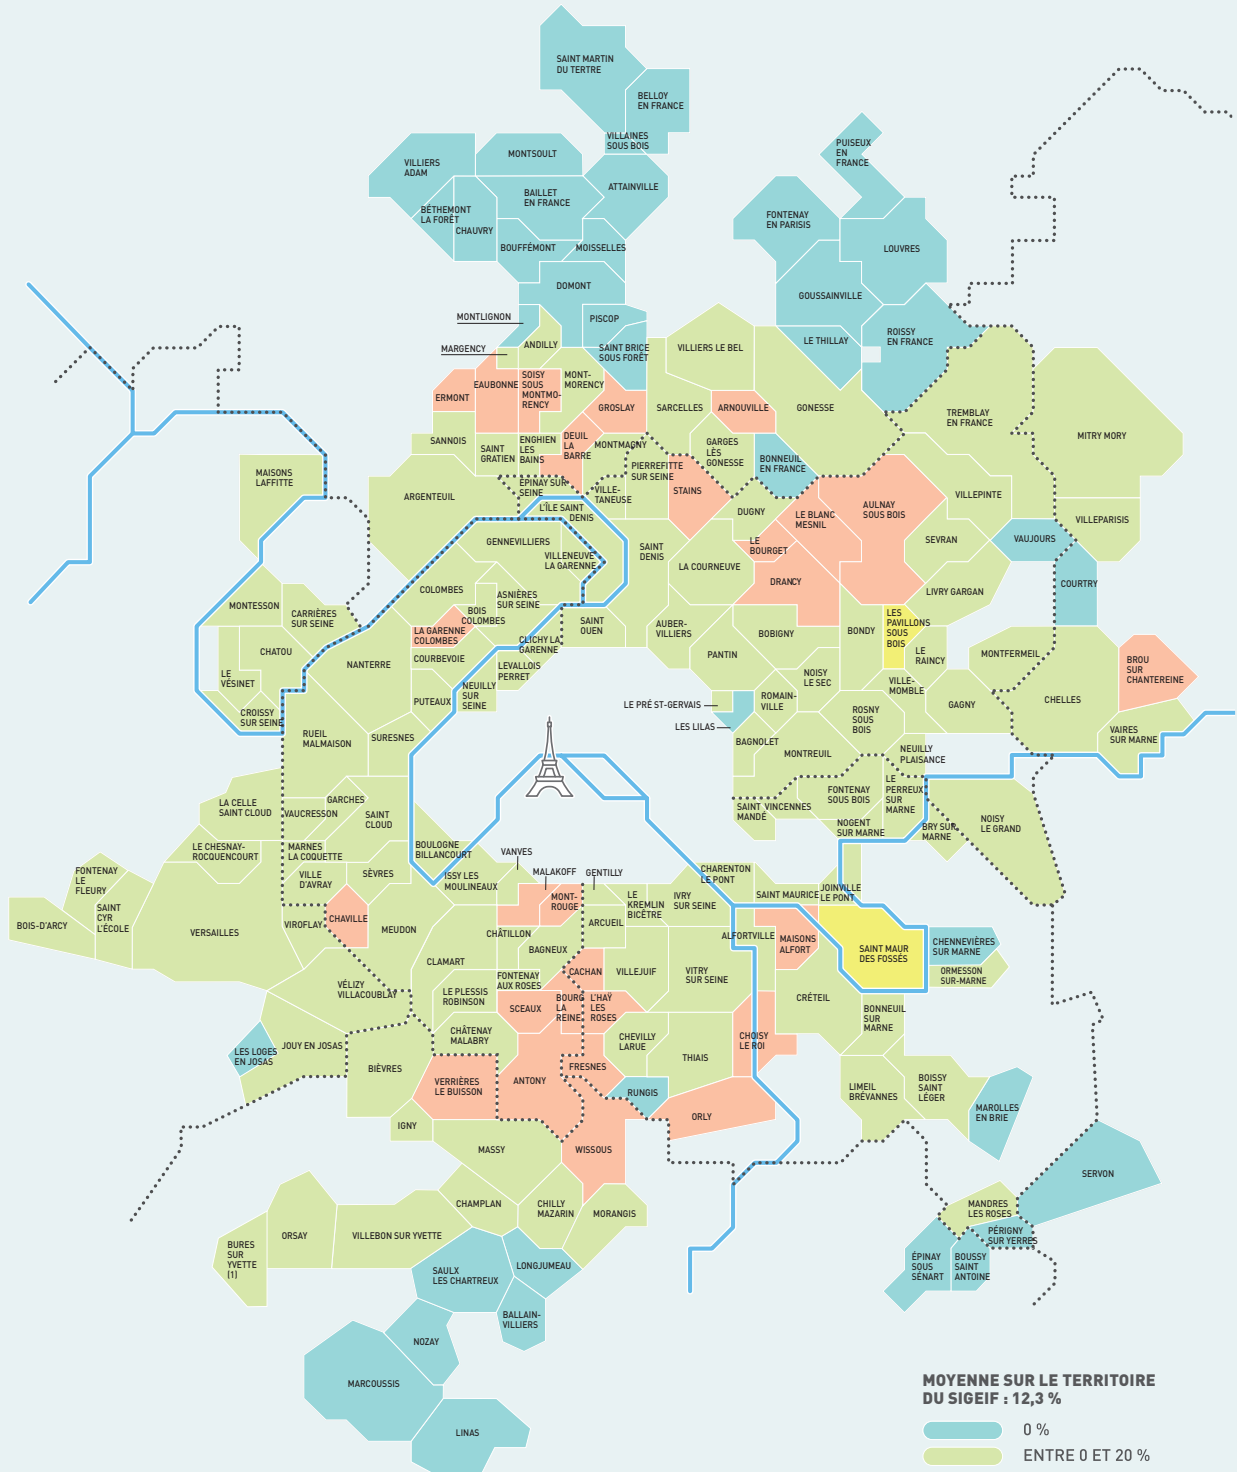 SAINT MARTIN
DU TERTRE
BELLOY
EN FRANCE
VILLAINES
SOUS BOIS
MONTSOULT
VILLIERS
ADAM
BAILLET
EN FRANCE
ATTAINVILLE
BÉTHEMONT
LA FORÊT
CHAUVRY
BOUFFÉMONT
MOISSELLES
DOMONT
PISCOP
MONTLIGNON
MARGENCY
ANDILLY
SAINT BRICE
SOUS FORÊT
PUISEUX
EN
FRANCE
FONTENAY
EN PARISIS
LOUVRES
GOUSSAINVILLE
LE THILLAY
ROISSY
EN FRANCE
VILLIERS LE BEL
EAUBONNE
SOISY
SOUS
MONTMO-
RENCY
MONT-
MORENCY
ERMONT
GROSLAY
SARCELLES
ARNOUVILLE
GONESSE
TREMBLAY
EN FRANCE
MITRY MORY
SANNOIS
SAINT
GRATIEN
ENGHIEN
LES
BAINS
DEUIL
LA
BARRE
MONTMAGNY
GARGES
LÈS
GONESSE
BONNEUIL
EN FRANCE
PIERREFITTE
SUR SEINE
MAISONS
LAFFITTE
ARGENTEUIL
ÉPINAY SUR
SEINE
VILLE-
TANEUSE
STAINS
L'ÎLE SAINT
DENIS
DUGNY
LE BLANC
MESNIL
AULNAY
SOUS BOIS
VILLEPINTE
VILLEPARISIS
VAUJOURS
SEVRAN
COURTRY
GENNEVILLIERS
VILLENEUVE
LA GARENNE
SAINT
DENIS
LE
BOURGET
LA COURNEUVE
DRANCY
LIVRY GARGAN
COLOMBES
ASNIÈRES
SUR SEINE
BOIS
COLOMBES
MONTESSON
CARRIÈRES
SUR SEINE
LA GARENNE
COLOMBES
SAINT
OUEN
AUBER-
VILLIERS
BOBIGNY
BONDY
LES
PAVILLONS
SOUS
BOIS
LE
RAINCY
MONTFERMEIL
BROU
SUR
CHANTEREINE
CHATOU
CLICHY LA
GARENNE
COURBEVOIE
LEVALLOIS
PERRET
PANTIN
NANTERRE
LE
VÉSINET
NOISY
LE SEC
VILLE-
MOMBLE
GAGNY
CHELLES
PUTEAUX
NEUILLY
SUR
SEINE
LE PRÉ ST-GERVAIS
ROMAIN-
VILLE
CROISSY
SUR SEINE
ROSNY
SOUS
BOIS
LES LILAS
RUEIL
MALMAISON
SURESNES
BAGNOLET
MONTREUIL
NEUILLY
PLAISANCE
VAIRES
SUR MARNE
LE
PERREUX
SUR
MARNE
FONTENAY
SOUS BOIS
LA CELLE
SAINT CLOUD
GARCHES
VAUCRESSON
SAINT
CLOUD
SAINT
MANDÉ
VINCENNES
NOGENT
SUR MARNE
BRY SUR
MARNE
NOISY
LE GRAND
LE CHESNAY-
ROCQUENCOURT
MARNES
LA COQUETTE
BOULOGNE
BILLANCOURT
VANVES
MALAKOFF
GENTILLY
CHARENTON
LE PONT
FONTENAY
LE
FLEURY
VILLE
D'AVRAY
SÈVRES
ISSY LES
MOULINEAUX
MONT-
ROUGE
LE
KREMLIN
BICÊTRE
IVRY
SUR SEINE
SAINT MAURICE
JOINVILLE
LE PONT
SAINT
CYR
L'ÉCOLE
BOIS-D'ARCY
VERSAILLES
VIROFLAY
CHAVILLE
MEUDON
CHÂTILLON
ARCUEIL
ALFORTVILLE
MAISONS
ALFORT
SAINT MAUR
DES FOSSÉS
CHENNEVIÈRES
SUR MARNE
BAGNEUX
CLAMART
CACHAN
VILLEJUIF
VITRY
SUR SEINE
ORMESSON
SUR-MARNE
VÉLIZY
VILLACOUBLAY
FONTENAY
AUX ROSES
LE PLESSIS
ROBINSON
SCEAUX
BOURG
LA
REINE
L'HAŸ
LES
ROSES
CRÉTEIL
BONNEUIL
SUR
MARNE
JOUY EN JOSAS
LES LOGES
EN JOSAS
CHÂTENAY
MALABRY
CHEVILLY
LARUE
THIAIS
CHOISY
LE ROI
BIÈVRES
VERRIÈRES
LE BUISSON
ANTONY
FRESNES
RUNGIS
LIMEIL
BRÉVANNES
BOISSY
SAINT
LÉGER
MAROLLES
EN BRIE
IGNY
ORLY
MASSY
WISSOUS
SERVON
CHAMPLAN
CHILLY
MAZARIN
MORANGIS
MANDRES
LES ROSES
PÉRIGNY
SUR YERRES
ORSAY
VILLEBON SUR YVETTE
BURES
SUR
YVETTE
(1)
SAULX
LES CHARTREUX
LONGJUMEAU
ÉPINAY
SOUS
SÉNART
BOUSSY
SAINT
ANTOINE
BALLAIN-
VILLIERS
NOZAY
MARCOUSSIS
LINAS
MOYENNE SUR LE TERRITOIRE
DU SIGEIF : 12,3 %
0 %
ENTRE 0 ET 20 %